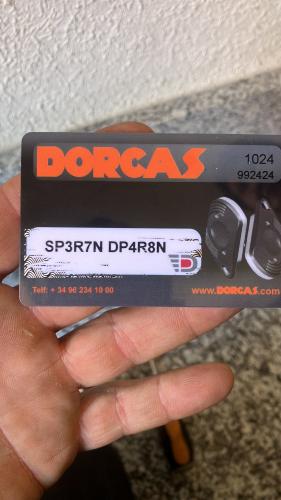 DORCAS
1024
992424
SP3R7N DP4R8N
Telf: + 34 96 234 10 00
www.DORCAS.com